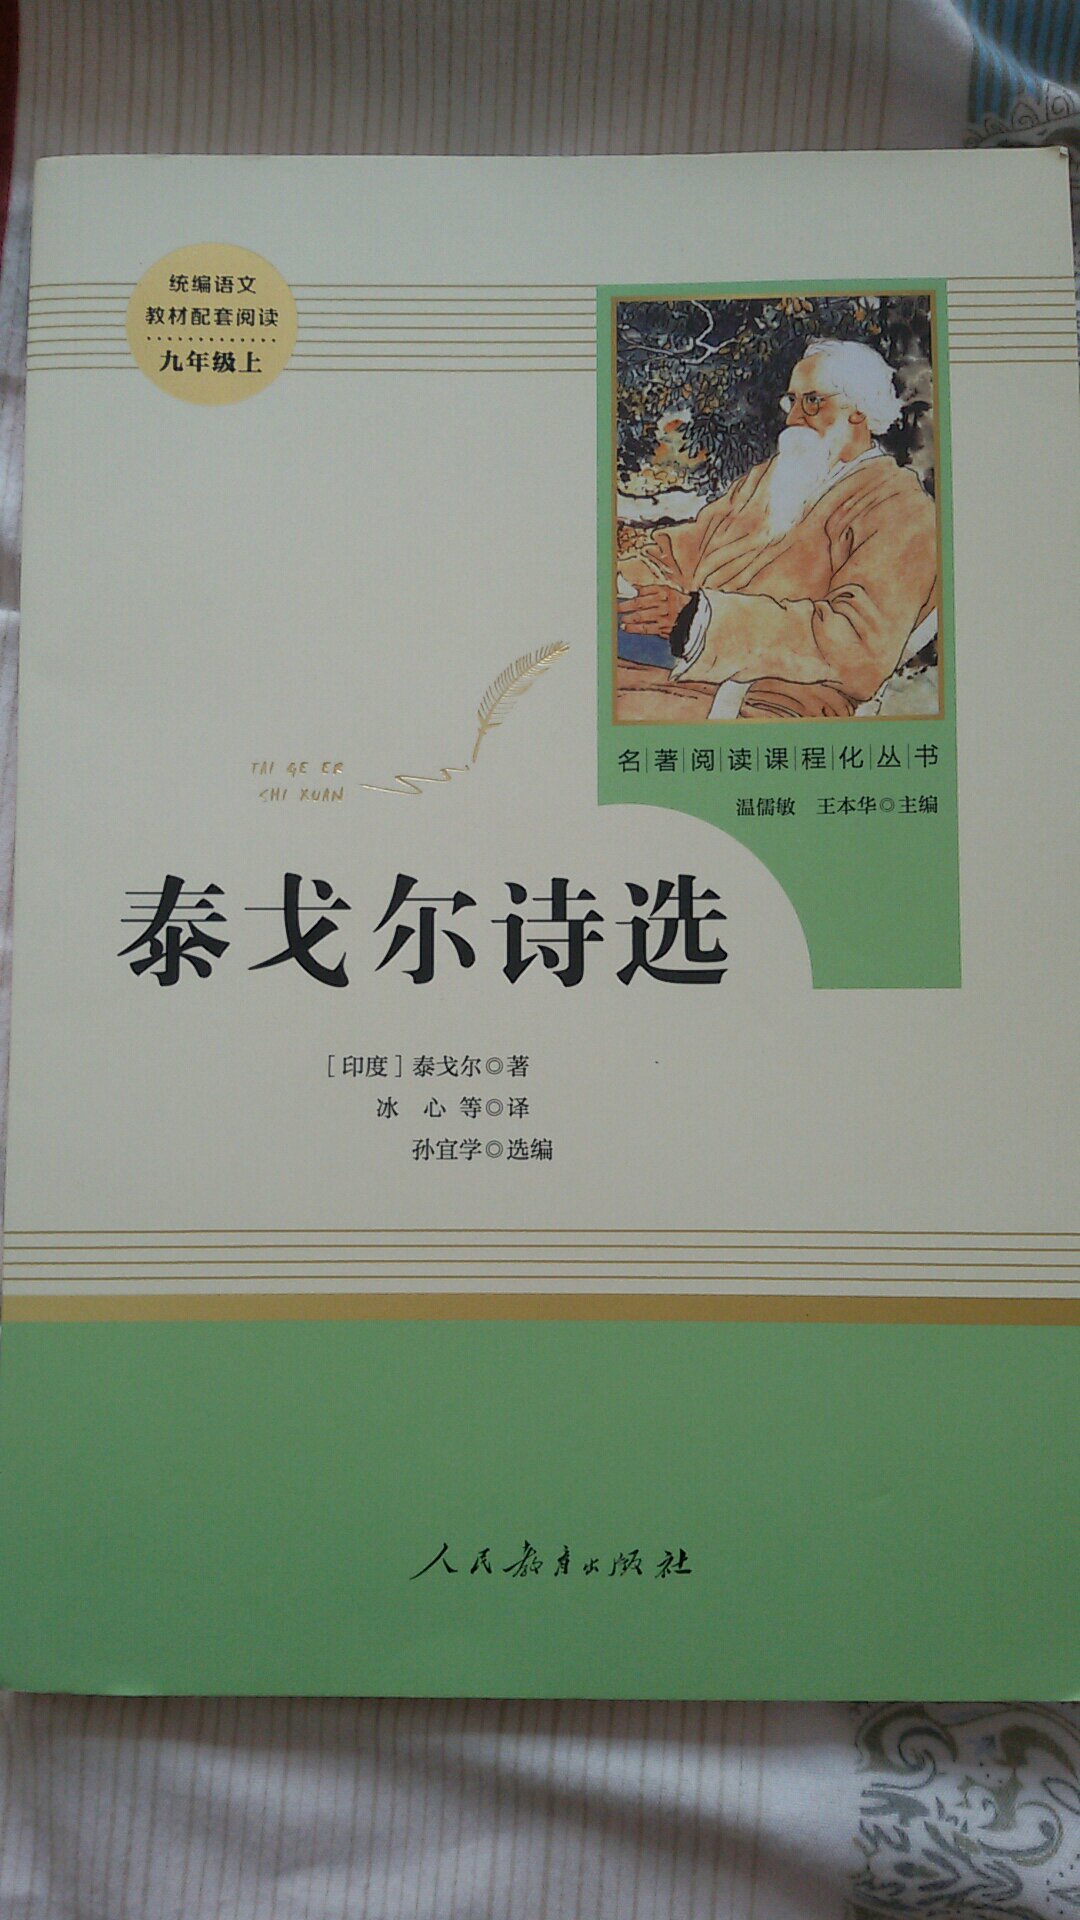 统编语文
教材配套阅读
九年级上
名著阅读课程化丛书
温儒敏 王本华◎主编
TAI GE ER
SHI XUAN
泰戈尔诗选
［印度］泰戈尔◎著
冰 心 等◎译
孙宜学◎选编
人民教育出版社